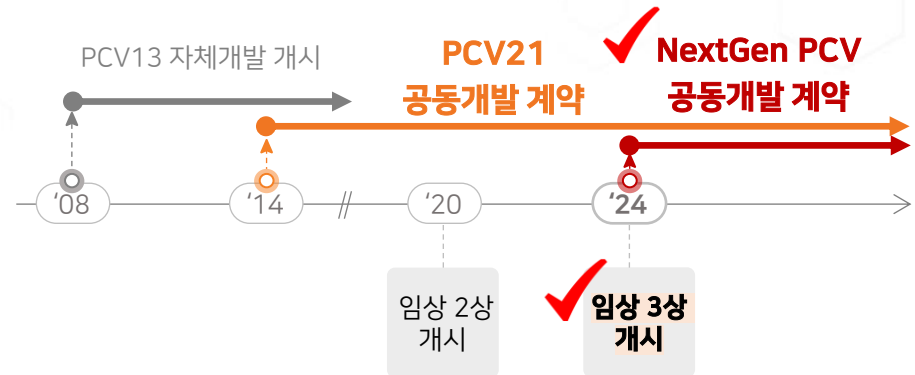 PCV13 자체개발 개시
PCV21
공동개발 계약
NextGen PCV
공동개발 계약
‘08
‘14
‘20
‘24
임상 2상
개시
임상 3상
개시